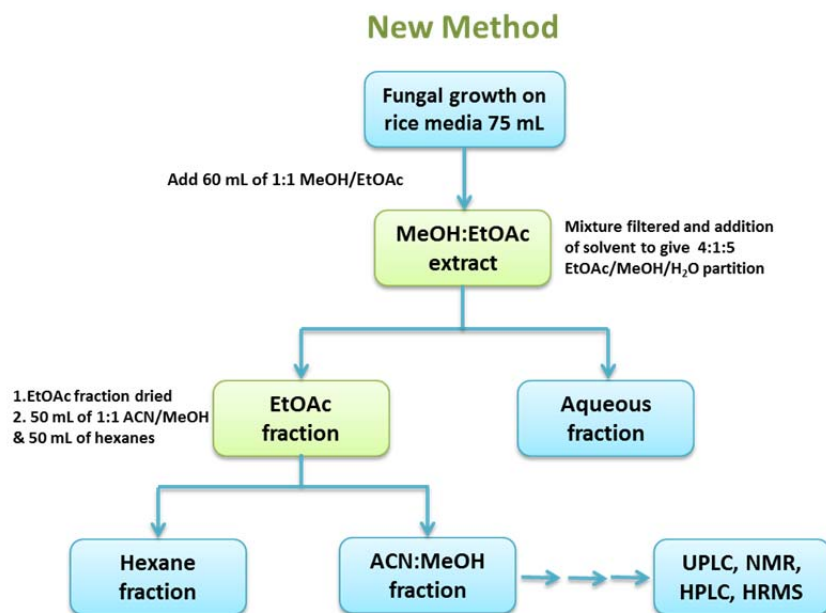 New Method
Fungal growth on
rice media 75 mL
Add 60 mL of 1:1 MeOH/EtOAc
MeOH:EtOAc
extract
Mixture filtered and addition
of solvent to give  4:1:5
EtOAc/MeOH/H₂O partition
1.EtOAc fraction dried
2. 50 mL of 1:1 ACN/MeOH
& 50 mL of hexanes
EtOAc
fraction
Aqueous
fraction
Hexane
fraction
ACN:MeOH
fraction
UPLC, NMR,
HPLC, HRMS